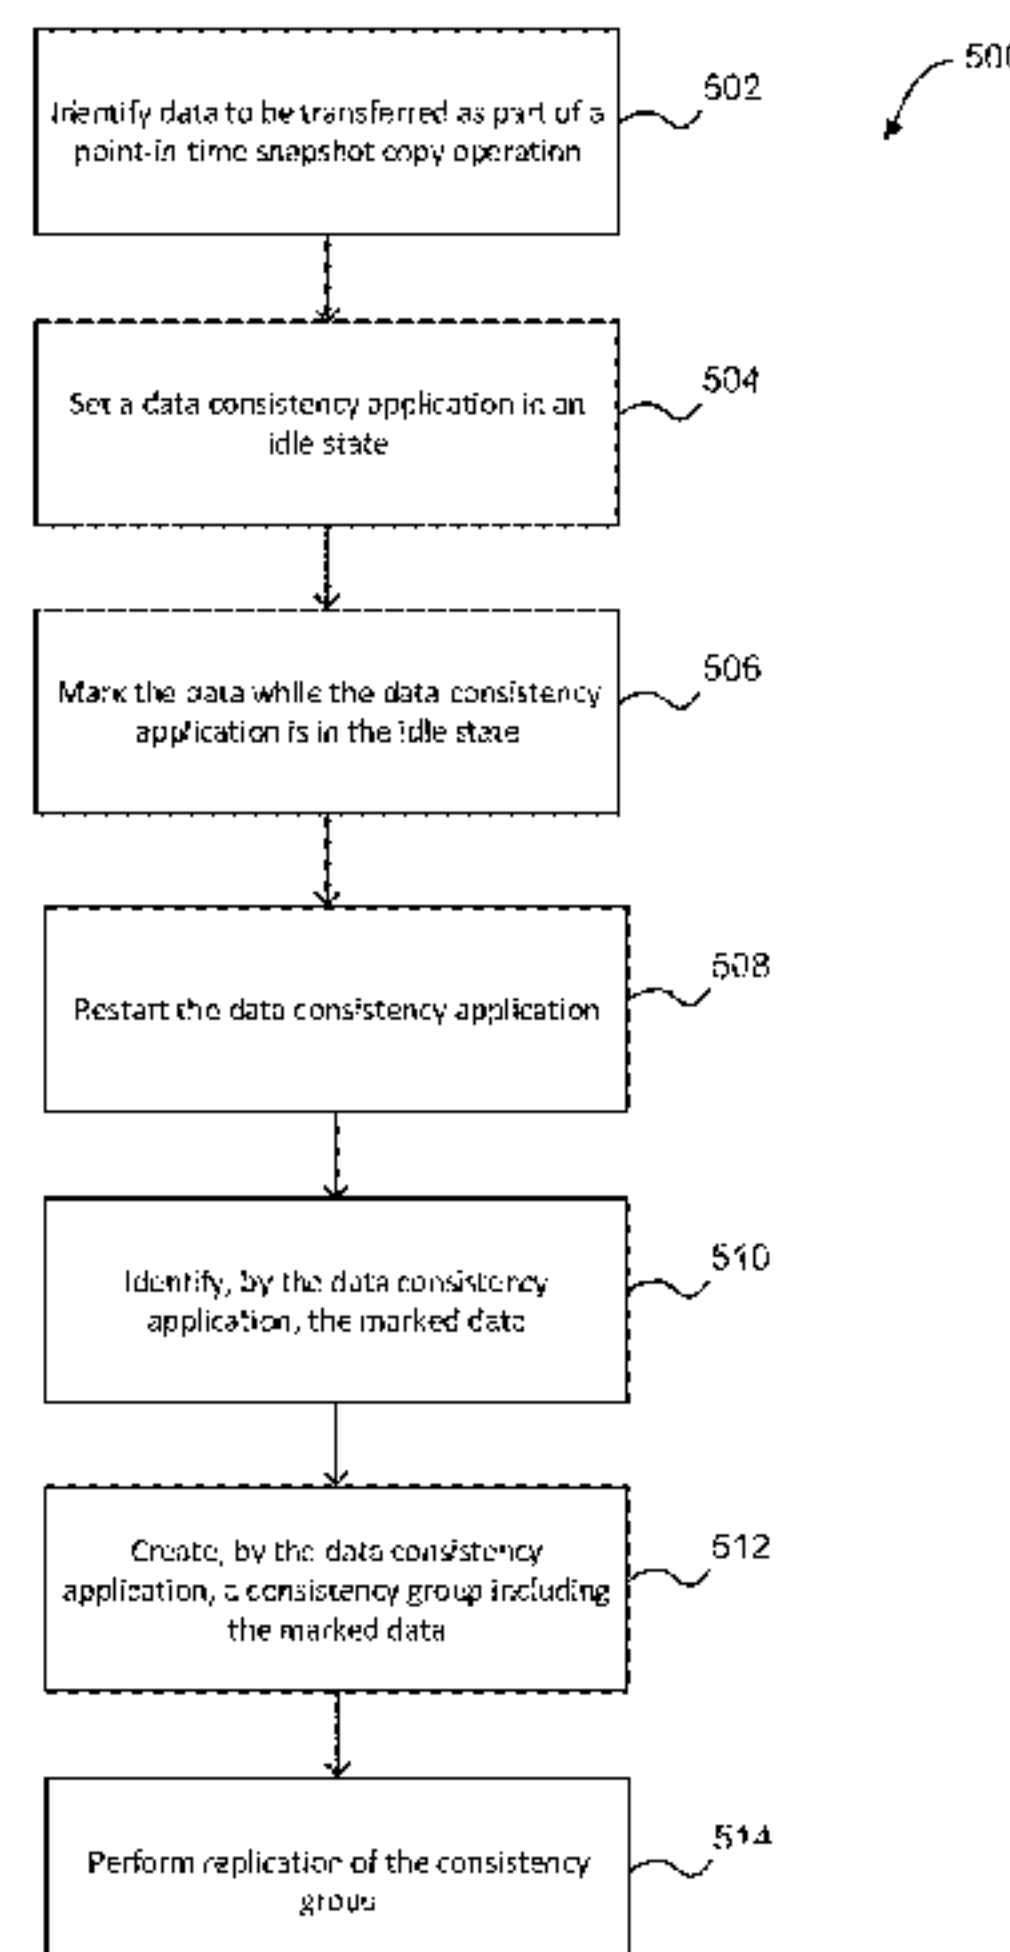 500
Identify data to be transferred as part of a
point-in time snapshot copy operation
502
Set a data consistency application in an
idle state
504
Mark the data while the data consistency
application is in the idle state
506
Restart the data consistency application
508
Identify, by the data consistency
application, the marked data
510
Create, by the data consistency
application, a consistency group including
the marked data
512
Perform replication of the consistency
group
514